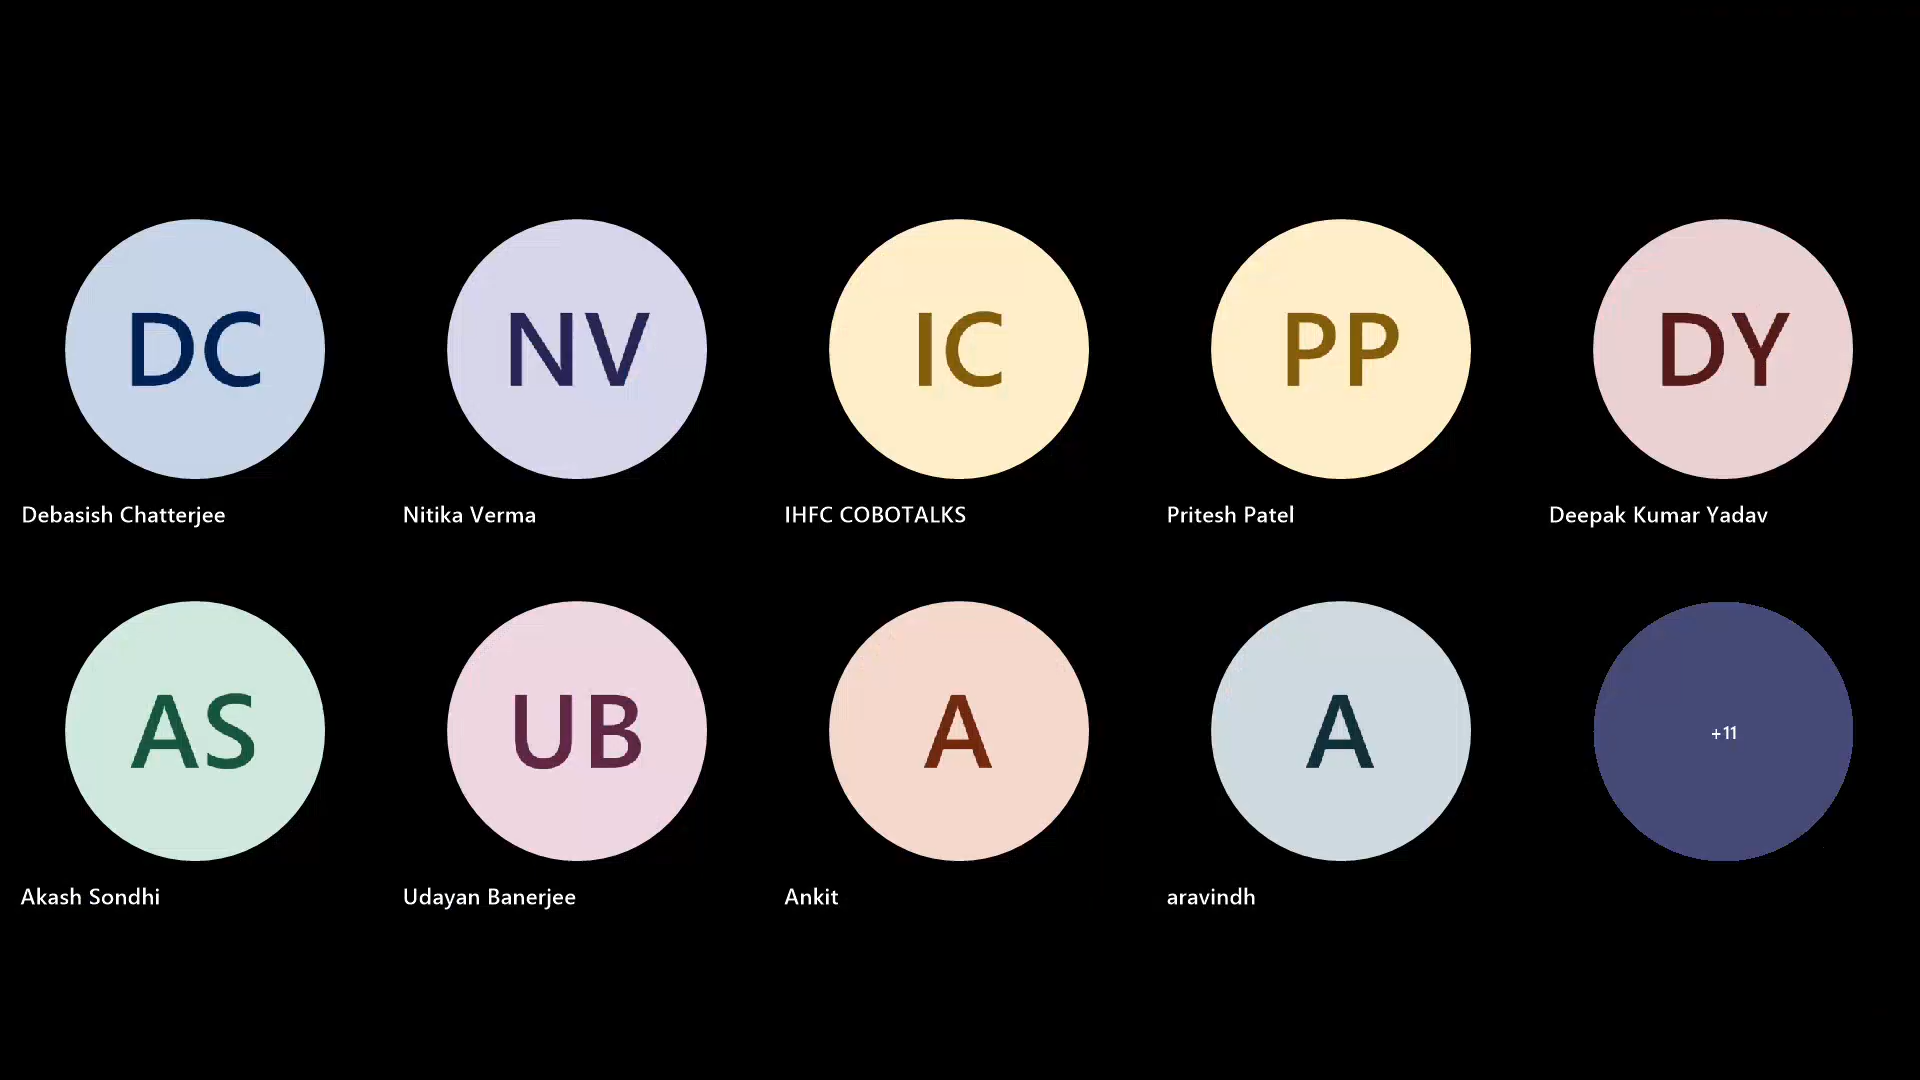 DC
NV
IC
PP
DY
Debasish Chatterjee
Nitika Verma
IHFC COBOTALKS
Pritesh Patel
Deepak Kumar Yadav
AS
UB
A
A
+11
Akash Sondhi
Udayan Banerjee
Ankit
aravindh